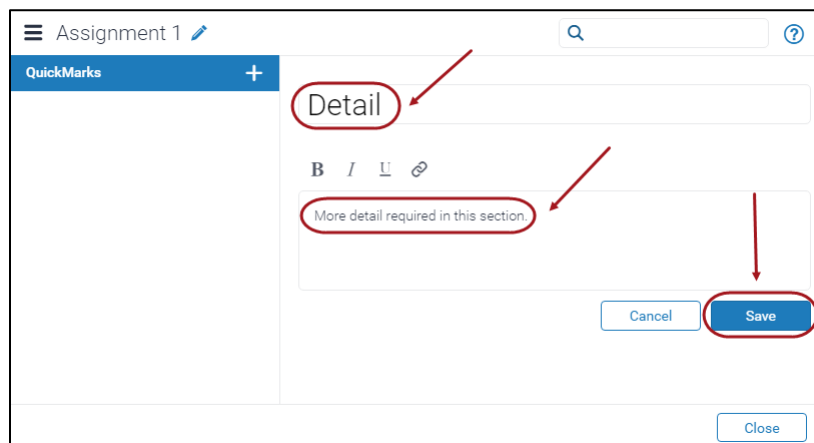 Assignment 1
?
QuickMarks +
Detail
B I U
More detail required in this section.
Cancel Save
Close